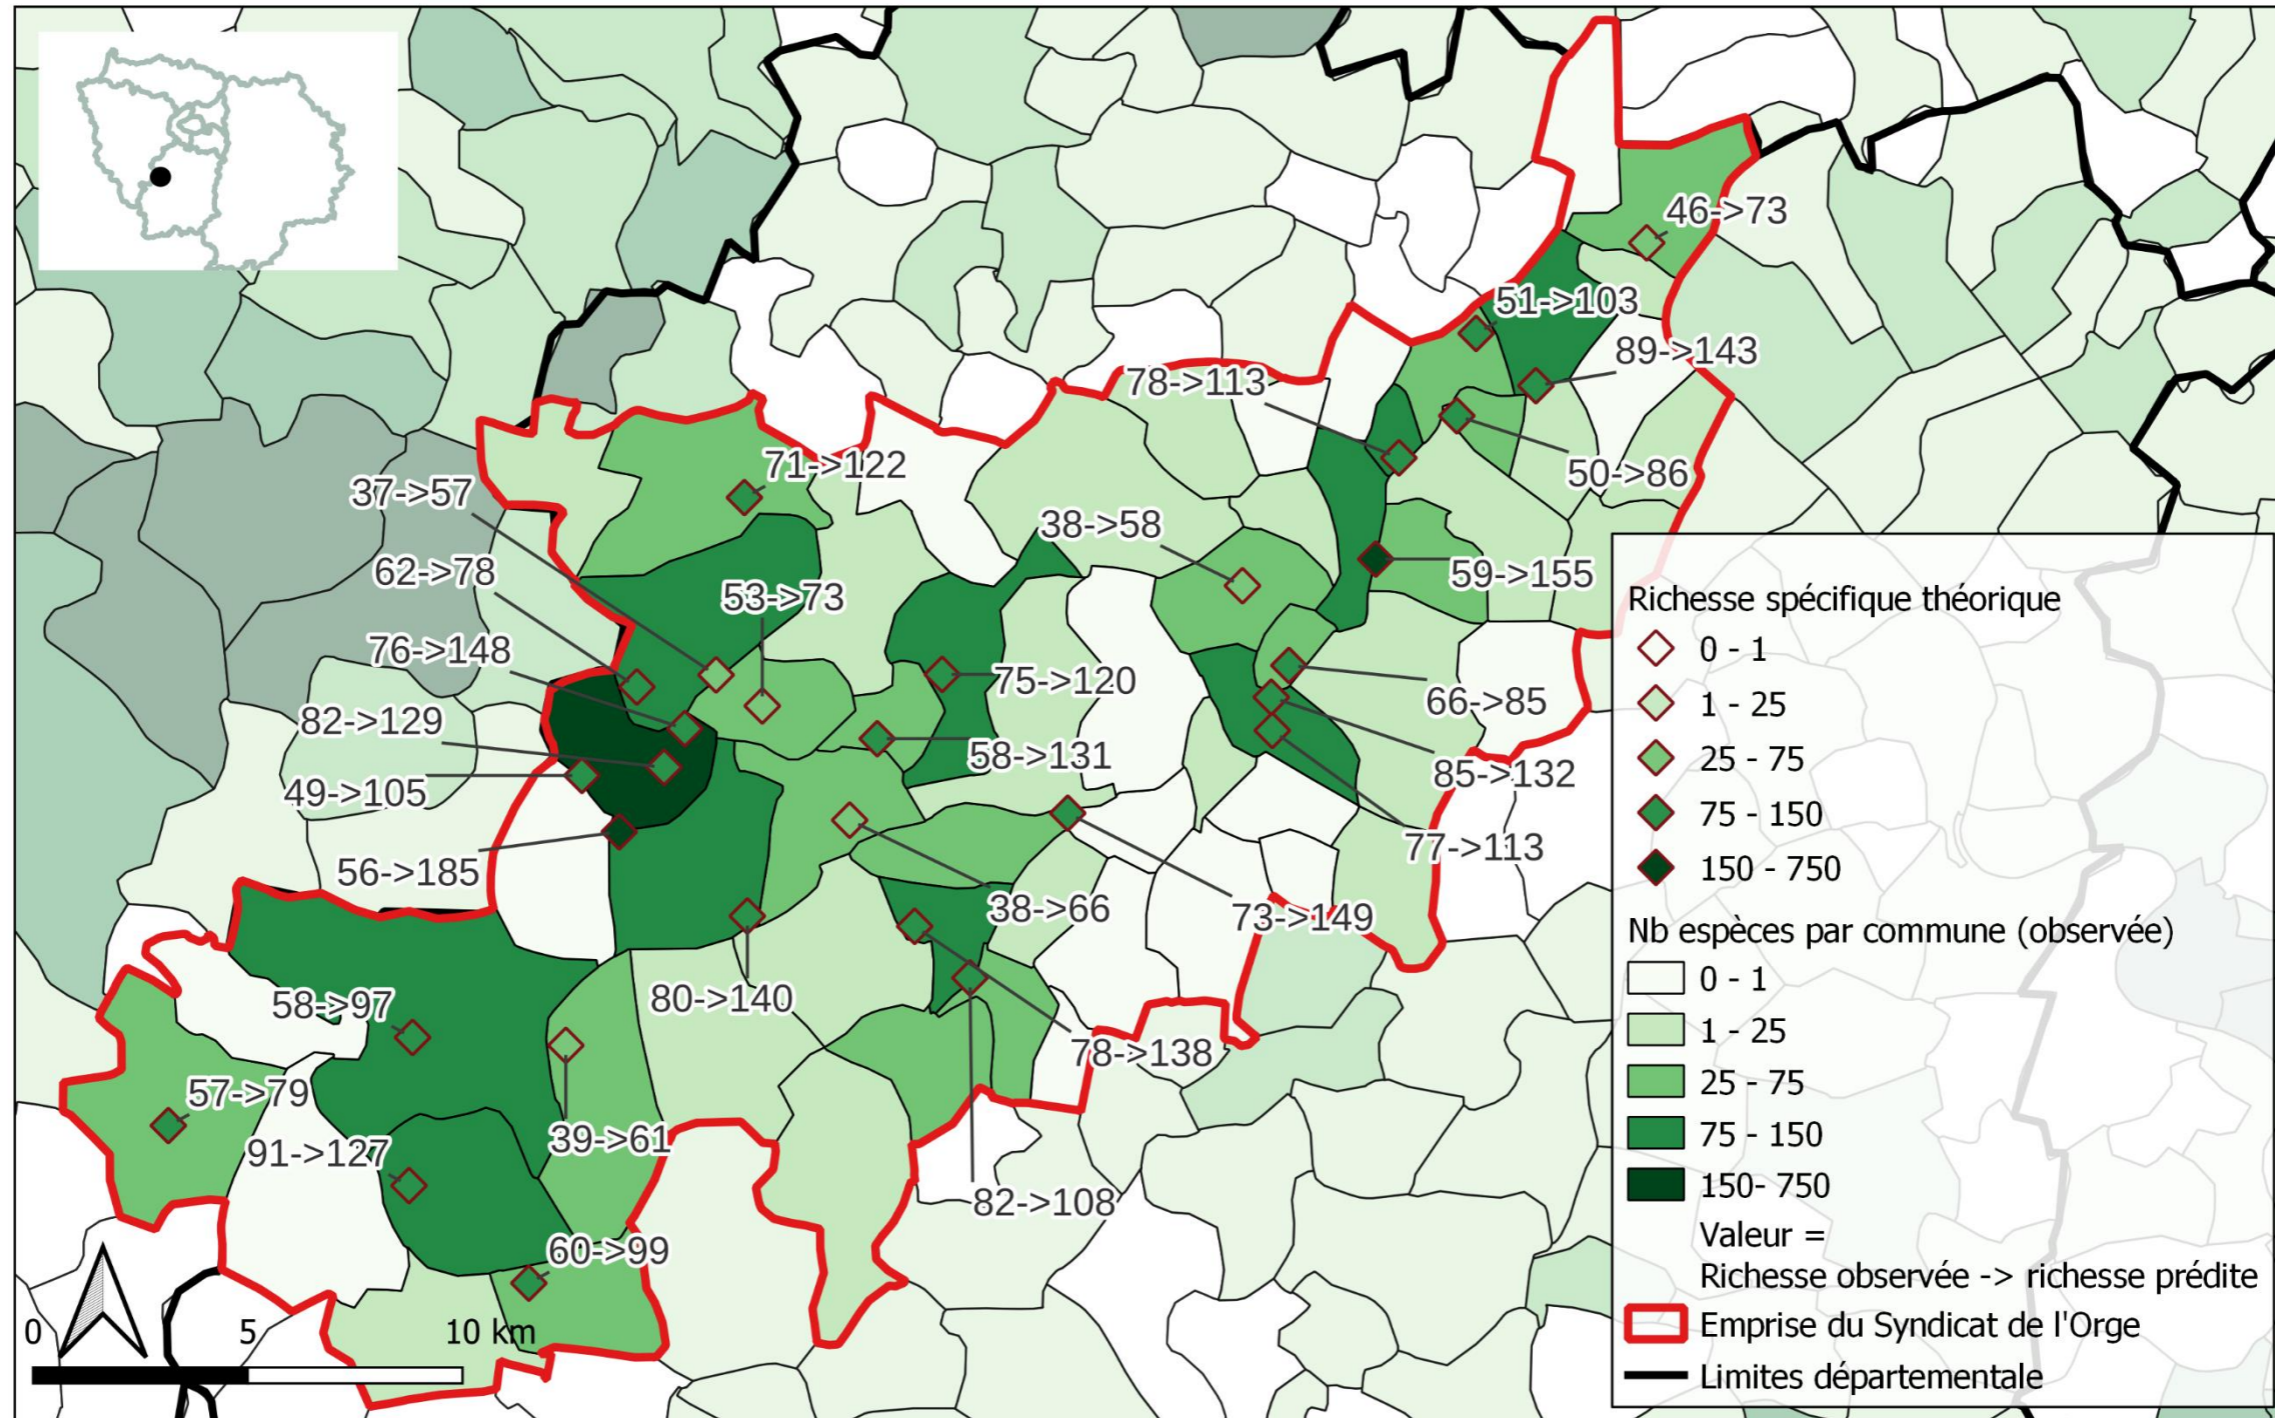 46->73
51->103
89->143
78->113
71->122
50->86
37->57
38->58
62->78
59->155
53->73
76->148
75->120
66->85
82->129
58->131
85->132
49->105
77->113
56->185
38->66
73->149
80->140
58->97
78->138
57->79
39->61
91->127
82->108
60->99
0 5 10 km
Richesse spécifique théorique
0 - 1
1 - 25
25 - 75
75 - 150
150 - 750
Nb espèces par commune (observée)
0 - 1
1 - 25
25 - 75
75 - 150
150- 750
Valeur =
Richesse observée -> richesse prédite
Emprise du Syndicat de l'Orge
Limites départementale